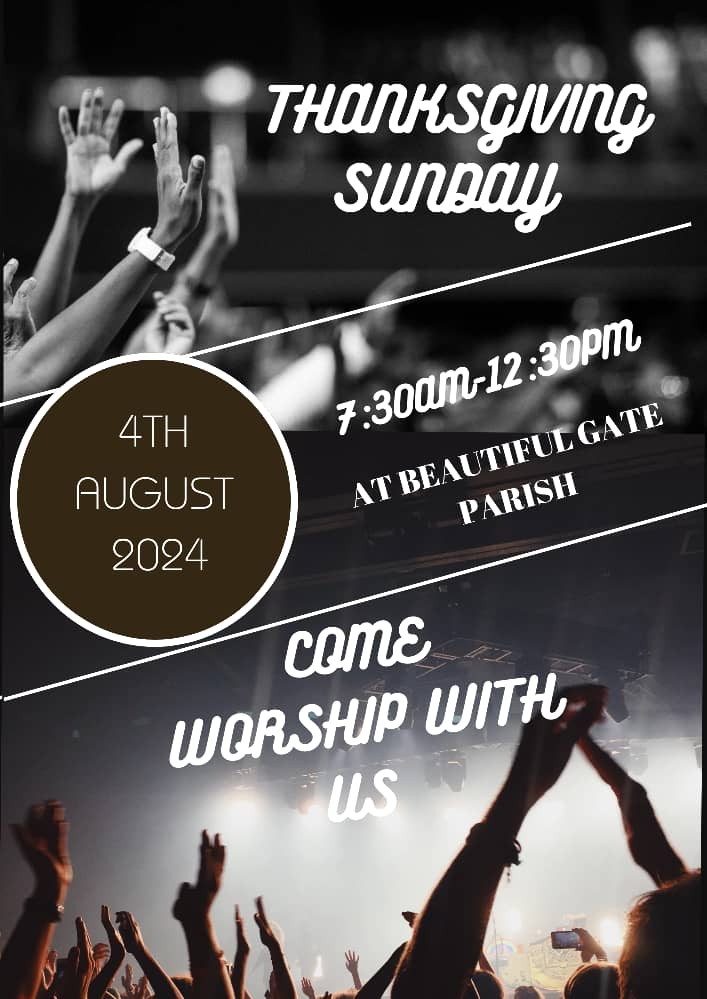 THANKSGIVING
SUNDAY
7:30am-12:30pm
AT BEAUTIFUL GATE
PARISH
4TH
AUGUST
2024
COME
WORSHIP WITH
US